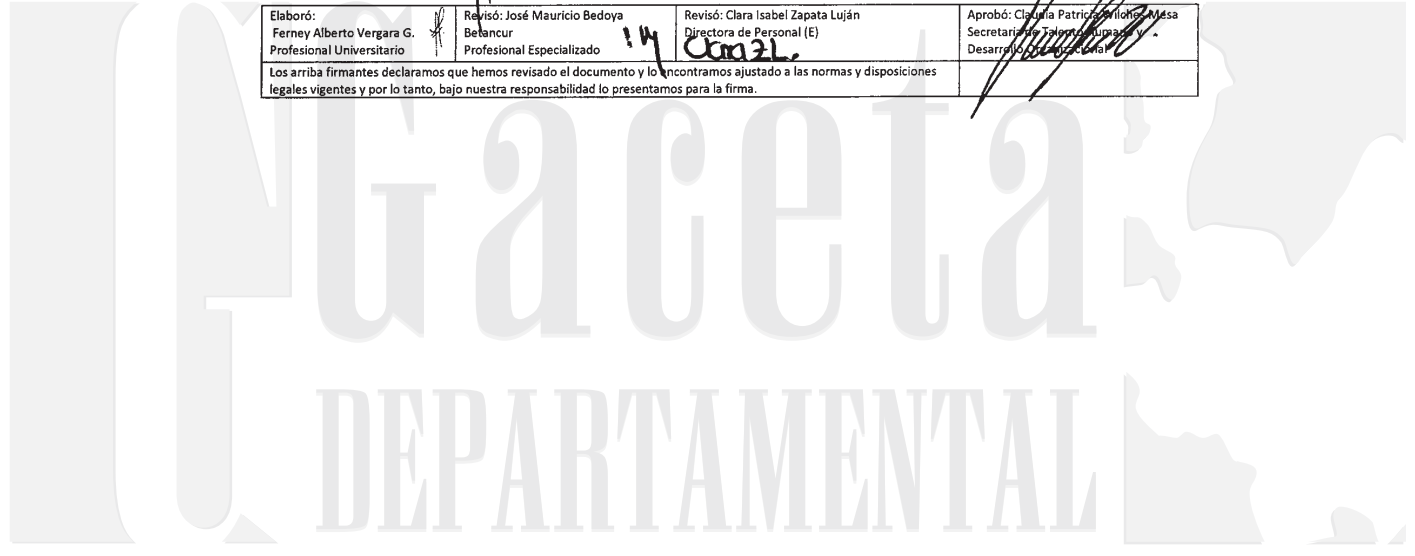 Elaboró:
Ferney Alberto Vergara G.
Profesional Universitario
Revisó: José Mauricio Bedoya
Betancur
Profesional Especializado
Revisó: Clara Isabel Zapata Luján
Directora de Personal (E)
Aprobó: Claudia Patricia Wilches Mesa
Secretaria de Talento Humano y
Desarrollo Organizacional
Los arriba firmantes declaramos que hemos revisado el documento y lo encontramos ajustado a las normas y disposiciones
legales vigentes y por lo tanto, bajo nuestra responsabilidad lo presentamos para la firma.
Gaceta
DEPARTAMENTAL